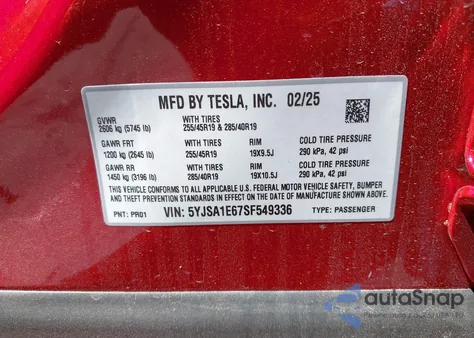 MFD BY TESLA, INC. 02/25
GVWR WITH TIRES
2606 kg (5745 lb) 255/45R19 & 285/40R19
GAWR FRT WITH TIRES RIM COLD TIRE PRESSURE
1200 kg (2645 lb) 255/45R19 19X9.5J 290 kPa, 42 psi
GAWR RR WITH TIRES RIM COLD TIRE PRESSURE
1450 kg (3196 lb) 285/40R19 19X10.5J 290 kPa, 42 psi
THIS VEHICLE CONFORMS TO ALL APPLICABLE U.S. FEDERAL MOTOR VEHICLE SAFETY, BUMPER
AND THEFT PREVENTION STANDARDS IN EFFECT ON THE DATE OF MANUFACTURE SHOWN ABOVE.
PNT: PR01 VIN: 5YJSA1E67SF549336 TYPE: PASSENGER
autoSnap